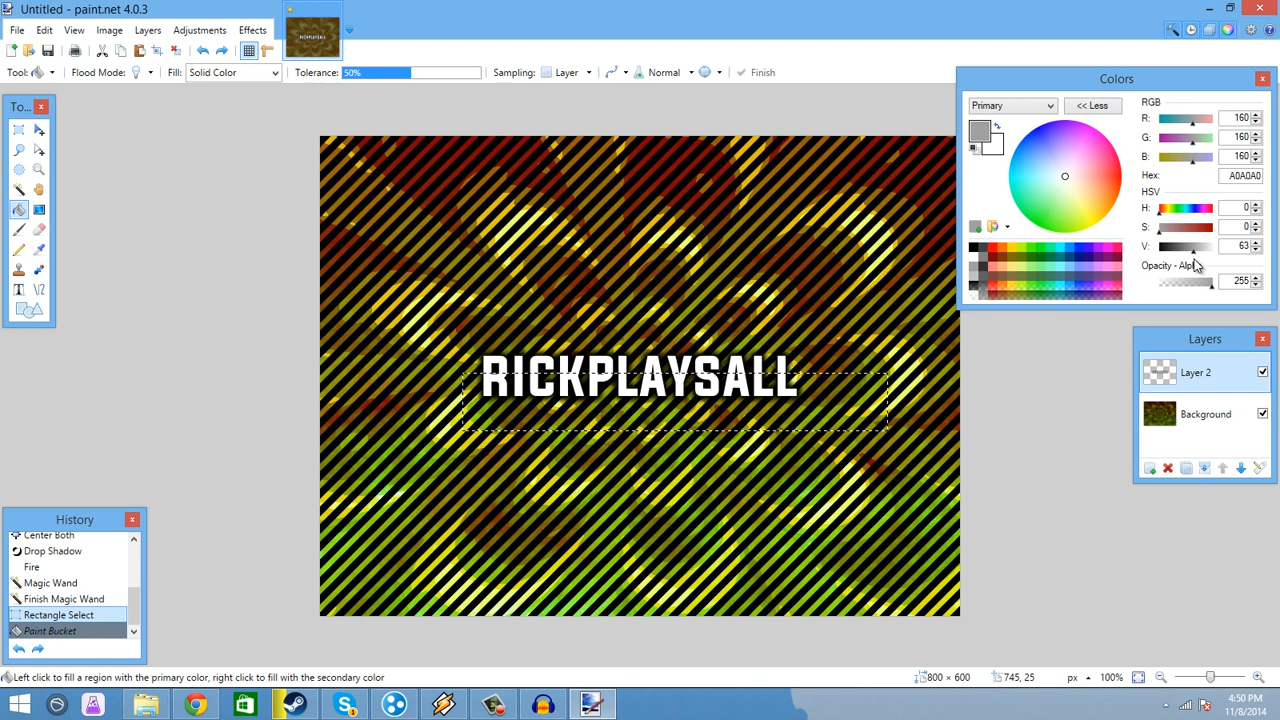 Untitled - paint.net 4.0.3
File Edit View Image Layers Adjustments Effects
RICKPLAYSALL
Tool: Flood Mode: Fill: Solid Color Tolerance: 50% Sampling: Layer Normal Finish
To...
Colors
Primary << Less
RGB
R: 160
G: 160
B: 160
Hex: A0A0A0
HSV
H: 0
S: 0
V: 63
Opacity - Alp
255
RICKPLAYSALL
Layers
Layer 2
Background
History
Center Both
Drop Shadow
Fire
Magic Wand
Finish Magic Wand
Rectangle Select
Paint Bucket
Left click to fill a region with the primary color, right click to fill with the secondary color
800 × 600 745, 25 px 100%
4:50 PM
11/8/2014